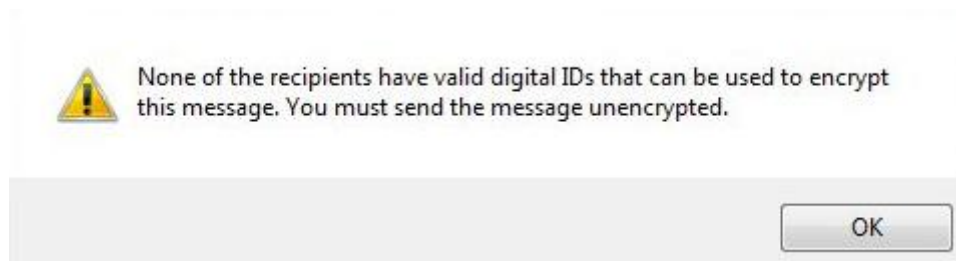 None of the recipients have valid digital IDs that can be used to encrypt
this message. You must send the message unencrypted.
OK